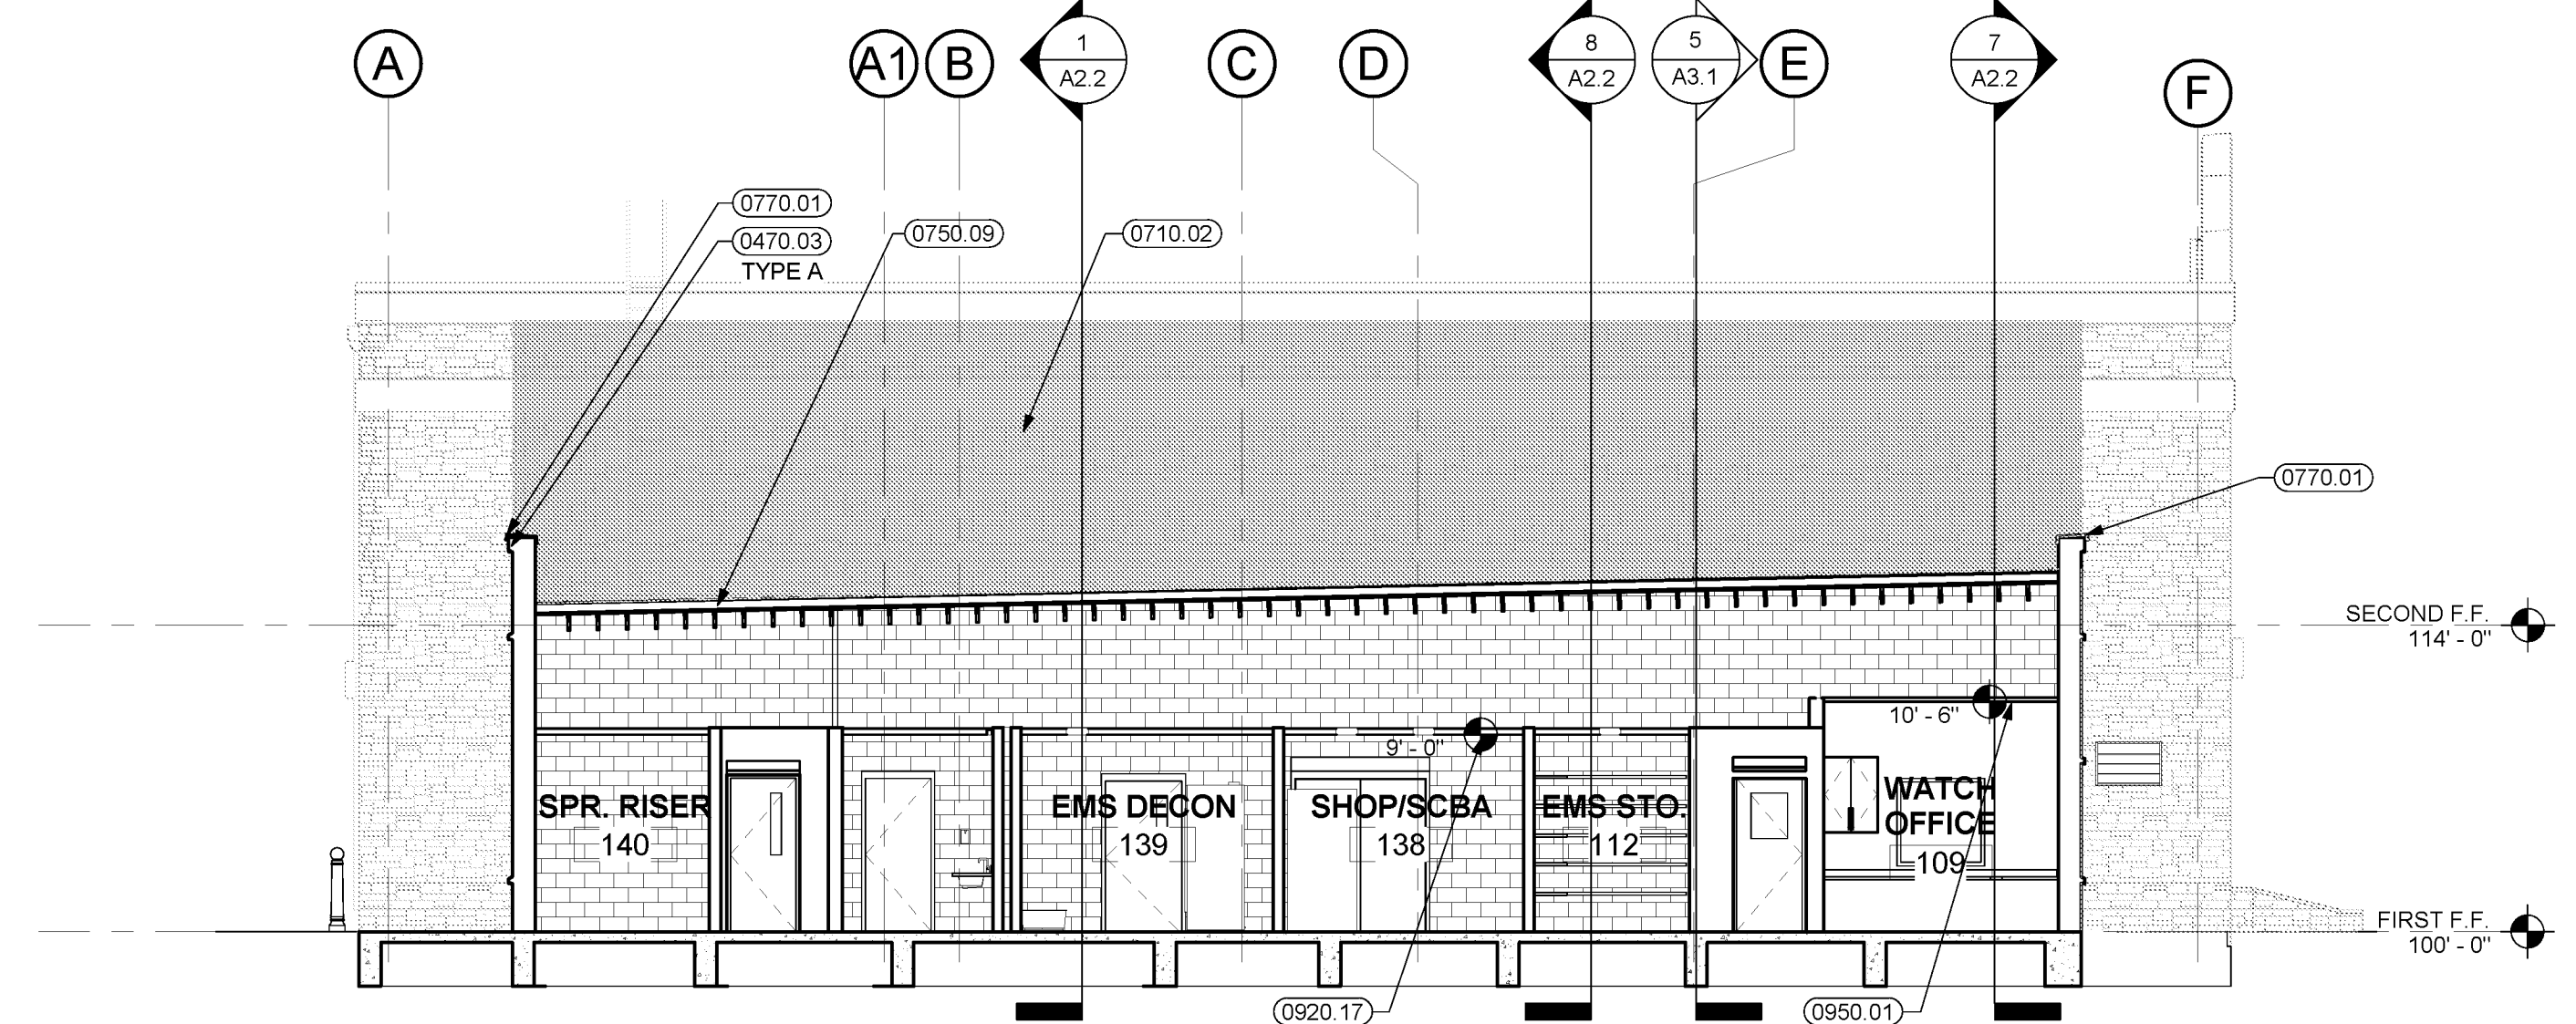 A
A1
B
1
A2.2
C
D
8
A2.2
5
A3.1
E
7
A2.2
F
0770.01
0470.03
TYPE A
0750.09
0710.02
0770.01
SECOND F.F.
114' - 0"
10' - 6"
9' - 0"
SPR. RISER
140
EMS DECON
139
SHOP/SCBA
138
EMS STO.
112
WATCH
OFFICE
109
FIRST F.F.
100' - 0"
0920.17
0950.01